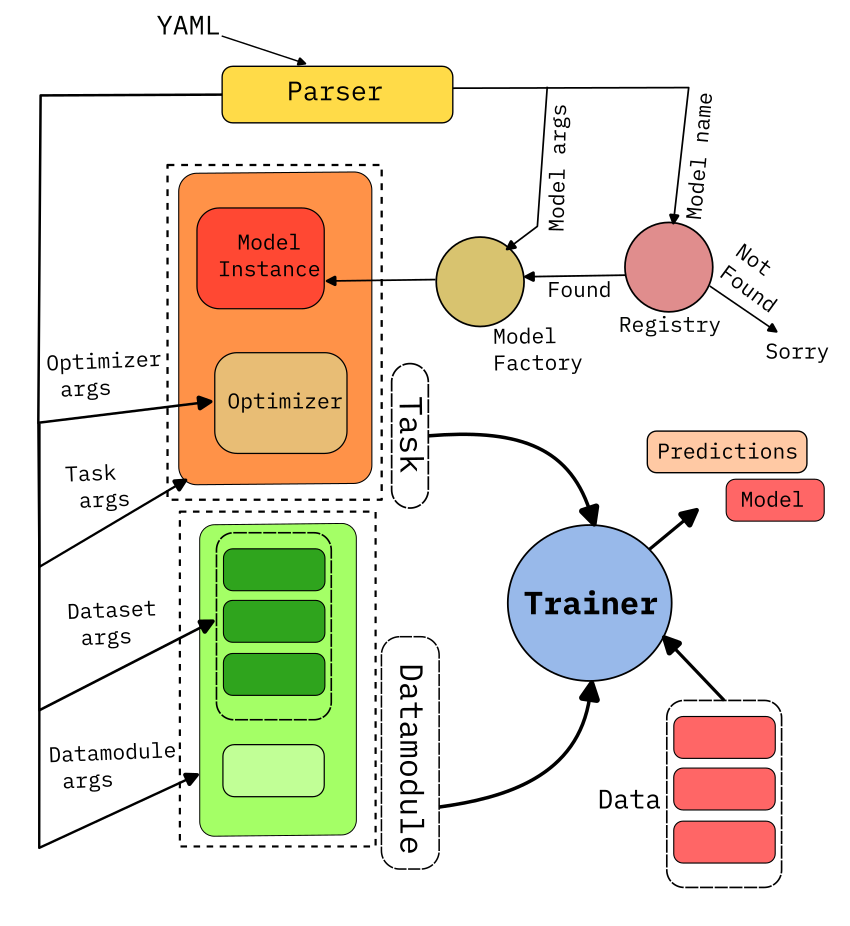 YAML
Parser
Model args
Model name
Model
Instance
Found
Not
Found
Model
Factory
Registry
Sorry
Optimizer
args
Optimizer
Task
Task
args
Predictions
Model
Trainer
Dataset
args
Datamodule
Datamodule
args
Data